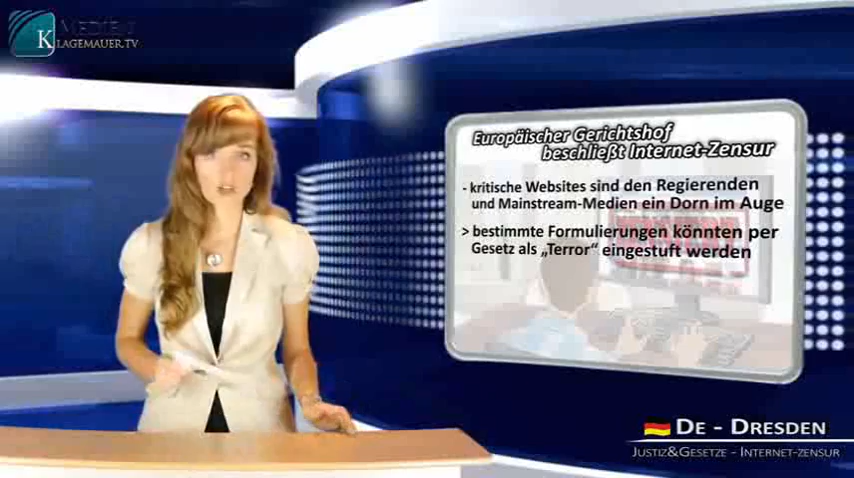 MEDIEN
KLAGEMAUER.TV
Europäischer Gerichtshof
beschließt Internet-Zensur
- kritische Websites sind den Regierenden
und Mainstream-Medien ein Dorn im Auge
> bestimmte Formulierungen könnten per
Gesetz als „Terror“ eingestuft werden
DE - DRESDEN
JUSTIZ&GESETZE - INTERNET-ZENSUR